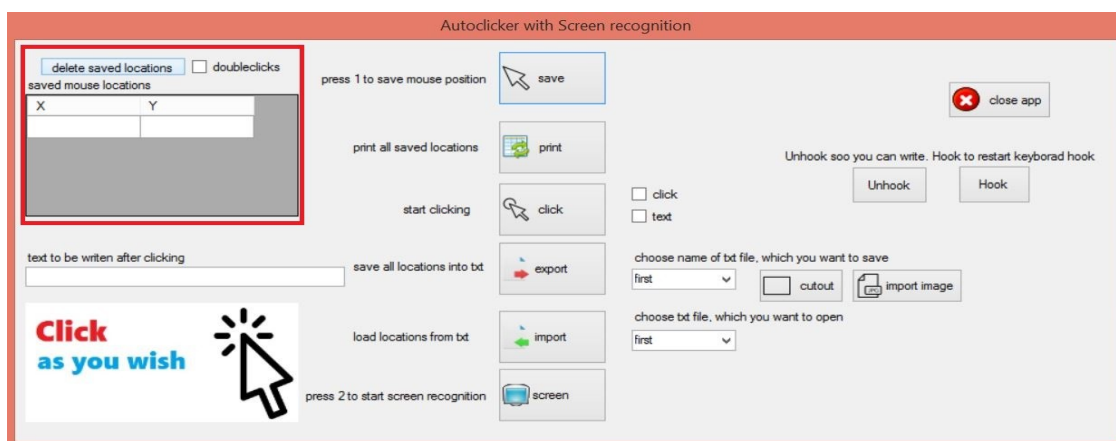 Autoclicker with Screen recognition
delete saved locations
doubleclicks
saved mouse locations
X Y
press 1 to save mouse position
save
close app
print all saved locations
print
Unhook soo you can write. Hook to restart keyborad hook
Unhook
Hook
start clicking
click
click
text
text to be writen after clicking
save all locations into txt
export
choose name of txt file, which you want to save
first
cutout
JPG
import image
Click
as you wish
load locations from txt
import
choose txt file, which you want to open
first
press 2 to start screen recognition
screen